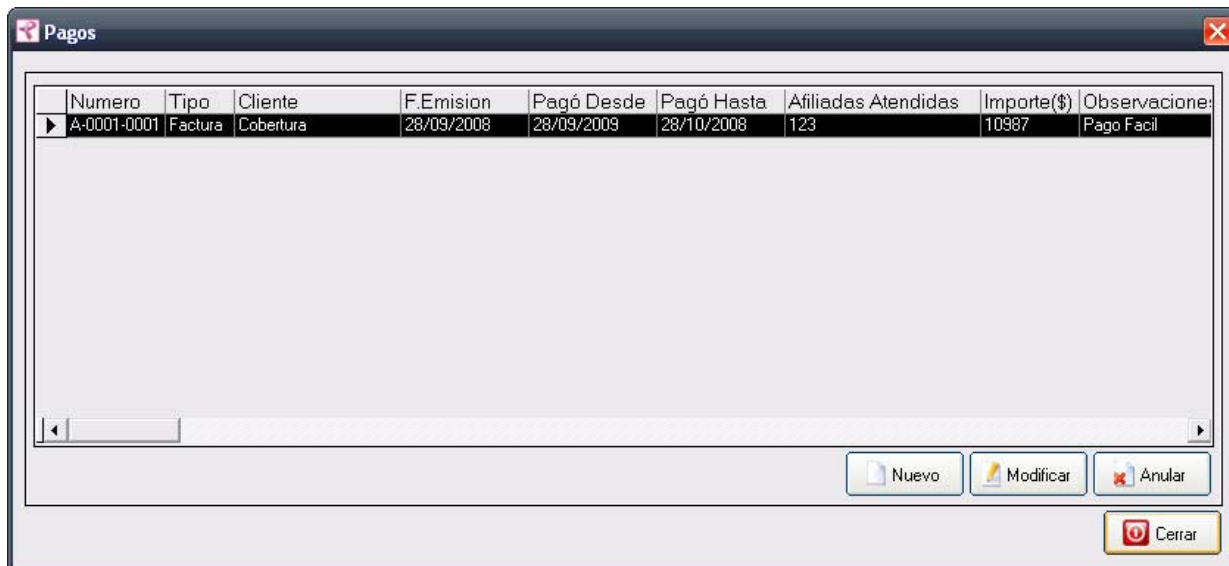 Pagos
Numero Tipo Cliente F.Emision Pagó Desde Pagó Hasta Afiliadas Atendidas Importe($) Observacione
A-0001-0001 Factura Cobertura 28/09/2008 28/09/2009 28/10/2008 123 10987 Pago Facil
Nuevo Modificar Anular
Cerrar